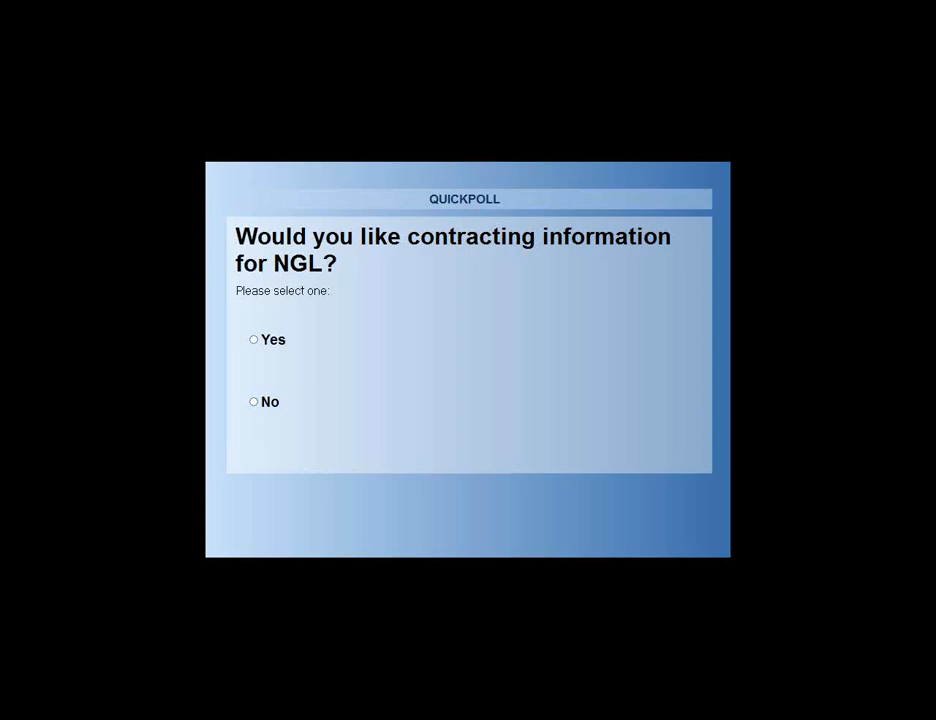 QUICKPOLL
Would you like contracting information
for NGL?
Please select one:
Yes
No